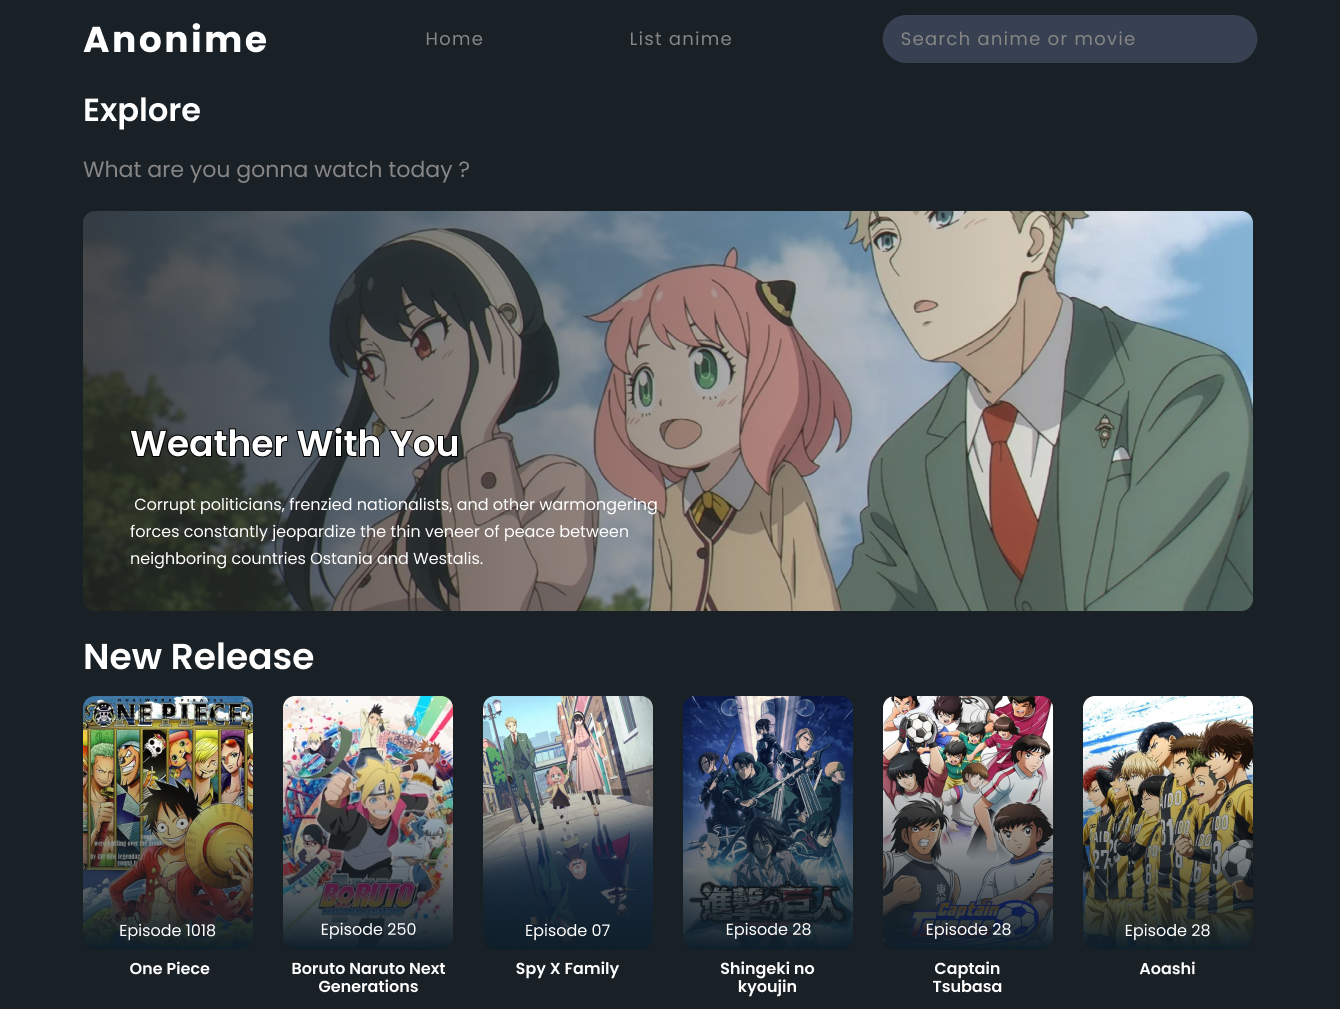 Anonime
Home
List anime
Search anime or movie
Explore
What are you gonna watch today ?
Weather With You
Corrupt politicians, frenzied nationalists, and other warmongering
forces constantly jeopardize the thin veneer of peace between
neighboring countries Ostania and Westalis.
New Release
ONE PIECE
Episode 1018
One Piece
BORUTO
Episode 250
Boruto Naruto Next
Generations
Episode 07
Spy X Family
進撃の巨人
Episode 28
Shingeki no
kyoujin
Captain
Episode 28
Captain
Tsubasa
Episode 28
Aoashi